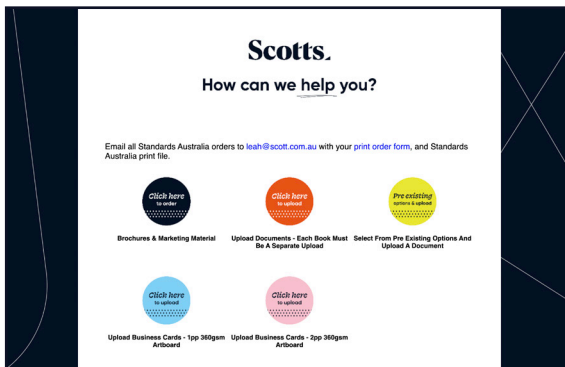 Scotts.
How can we help you?
Email all Standards Australia orders to leah@scott.com.au with your print order form, and Standards
Australia print file.
Click here
to order
Click here
to upload
Pre existing
options & upload
Brochures & Marketing Material
Upload Documents - Each Book Must
Be A Separate Upload
Select From Pre Existing Options And
Upload A Document
Click here
to upload
Click here
to upload
Upload Business Cards - 1pp 360gsm
Artboard
Upload Business Cards - 2pp 360gsm
Artboard